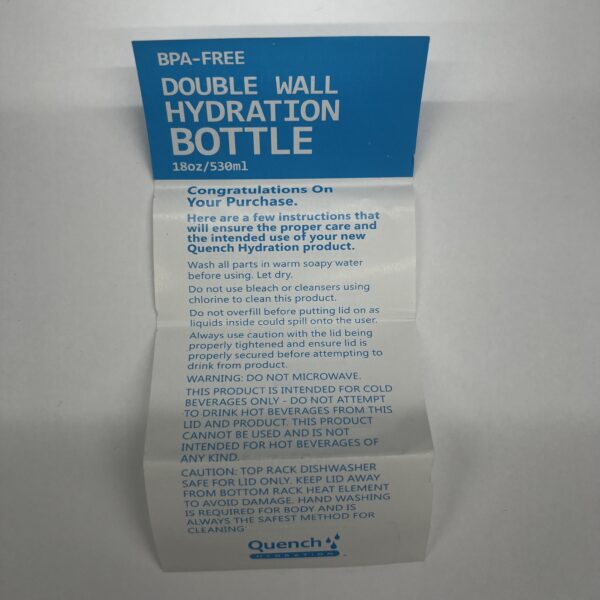 BPA-FREE
DOUBLE WALL
HYDRATION
BOTTLE
18oz/530ml
Congratulations On
Your Purchase.
Here are a few instructions that
will ensure the proper care and
the intended use of your new
Quench Hydration product.
Wash all parts in warm soapy water
before using. Let dry.
Do not use bleach or cleansers using
chlorine to clean this product.
Do not overfill before putting lid on as
liquids inside could spill onto the user.
Always use caution with the lid being
properly tightened and ensure lid is
properly secured before attempting to
drink from product.
WARNING: DO NOT MICROWAVE.
THIS PRODUCT IS INTENDED FOR COLD
BEVERAGES ONLY - DO NOT ATTEMPT
TO DRINK HOT BEVERAGES FROM THIS
LID AND PRODUCT. THIS PRODUCT
CANNOT BE USED AND IS NOT
INTENDED FOR HOT BEVERAGES OF
ANY KIND.
CAUTION: TOP RACK DISHWASHER
SAFE FOR LID ONLY. KEEP LID AWAY
FROM BOTTOM RACK HEAT ELEMENT
TO AVOID DAMAGE. HAND WASHING
IS REQUIRED FOR BODY AND IS
ALWAYS THE SAFEST METHOD FOR
CLEANING
Quench
HYDRATION